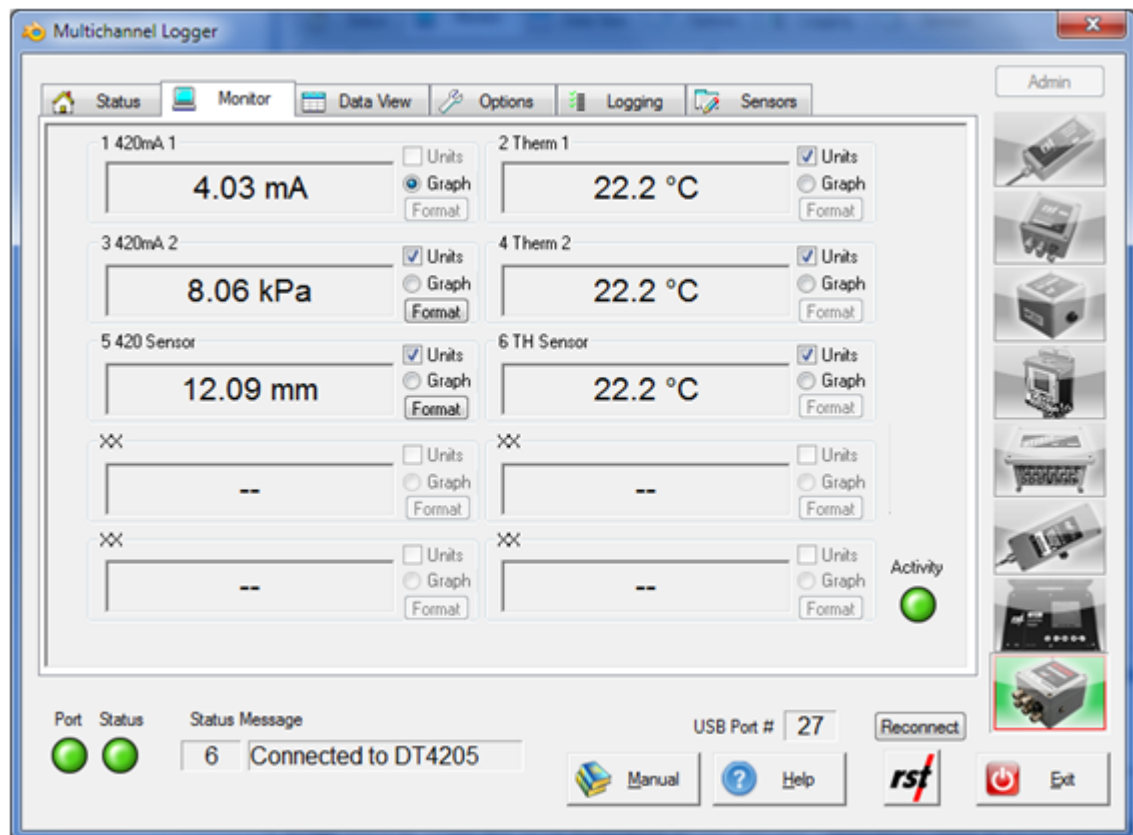 Multichannel Logger
Admin
Status Monitor Data View Options Logging Sensors
1 420mA 1
4.03 mA
Units
Graph
Format
2 Therm 1
22.2 °C
Units
Graph
Format
3 420mA 2
8.06 kPa
Units
Graph
Format
4 Therm 2
22.2 °C
Units
Graph
Format
5 420 Sensor
12.09 mm
Units
Graph
Format
6 TH Sensor
22.2 °C
Units
Graph
Format
XX
--
Units
Graph
Format
XX
--
Units
Graph
Format
XX
--
Units
Graph
Format
XX
--
Units
Graph
Format
Activity
Port Status Status Message
6 Connected to DT4205
USB Port # 27 Reconnect
Manual Help rst Exit